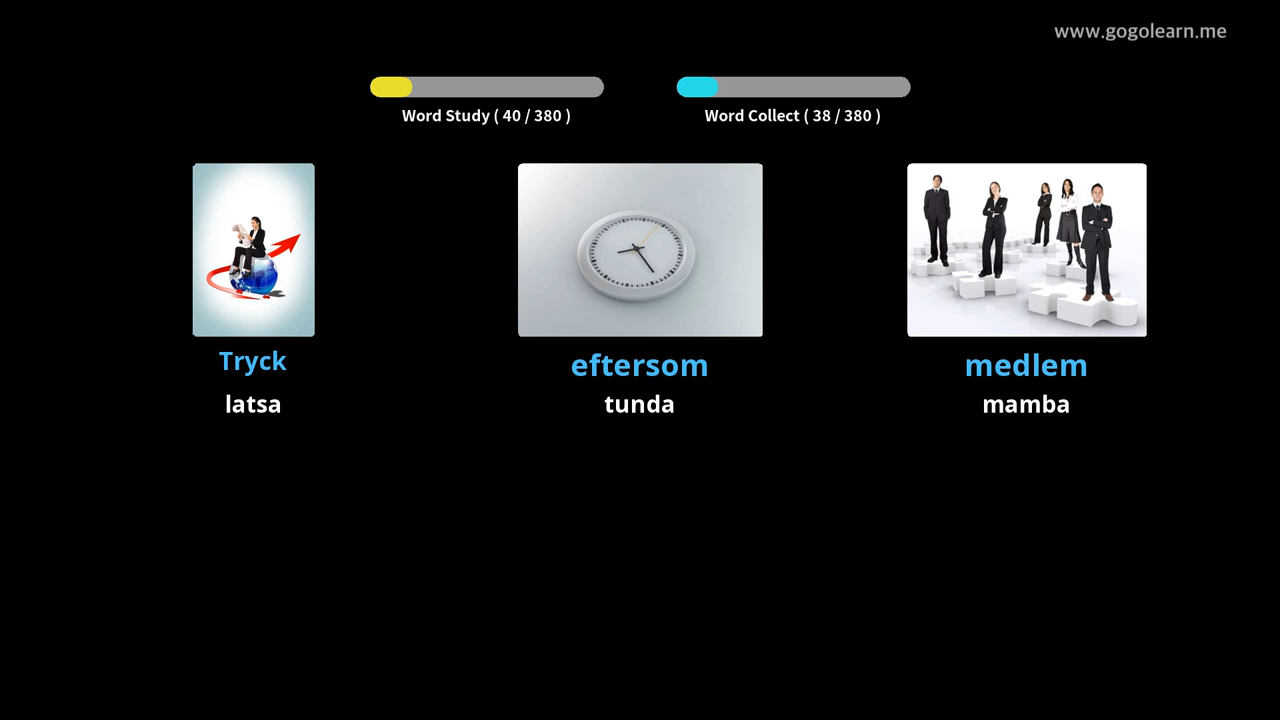 www.gogolearn.me
Word Study ( 40 / 380 )
Word Collect ( 38 / 380 )
Tryck
eftersom
medlem
latsa
tunda
mamba